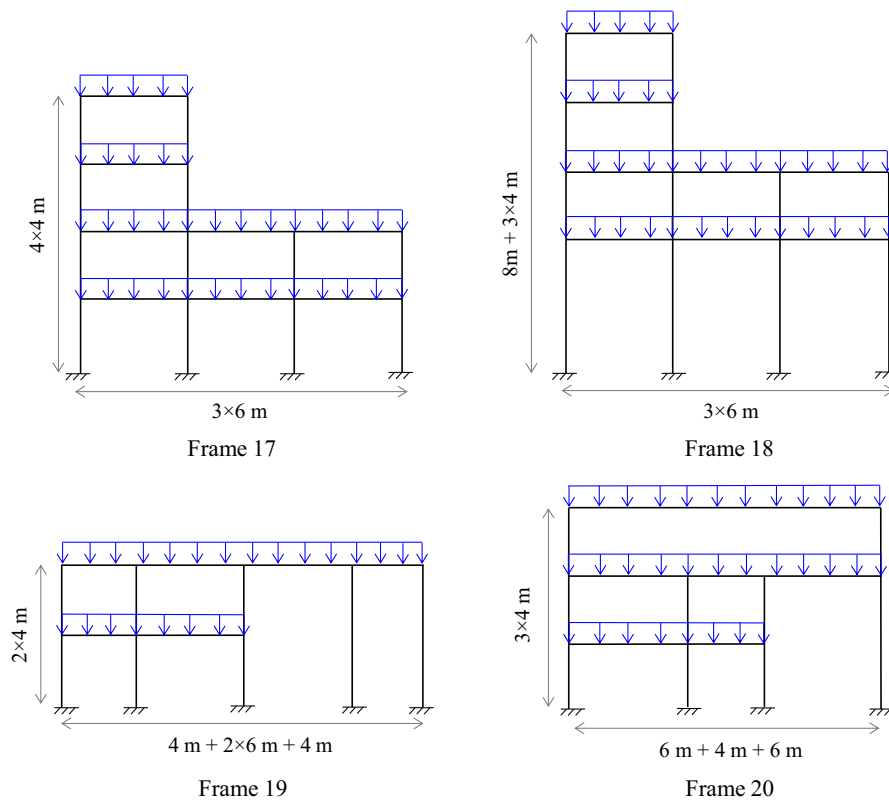 4×4 m
3×6 m
Frame 17
8m + 3×4 m
3×6 m
Frame 18
2×4 m
4 m + 2×6 m + 4 m
Frame 19
3×4 m
6 m + 4 m + 6 m
Frame 20